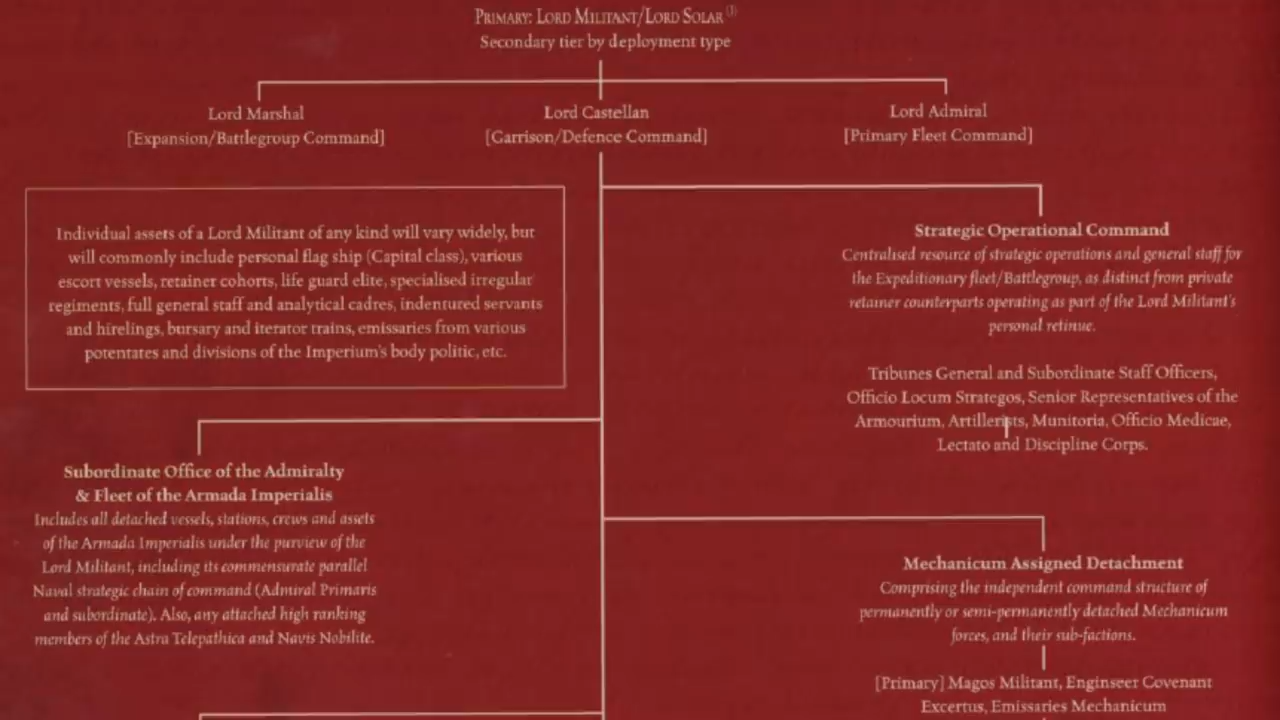 PRIMARY: LORD MILITANT/LORD SOLAR (1)
Secondary tier by deployment type
Lord Marshal
[Expansion/Battlegroup Command]
Lord Castellan
[Garrison/Defence Command]
Lord Admiral
[Primary Fleet Command]
Individual assets of a Lord Militant of any kind will vary widely, but
will commonly include personal flag ship (Capital class), various
escort vessels, retainer cohorts, life guard elite, specialised irregular
regiments, full general staff and analytical cadres, indentured servants
and hirelings, bursary and iterator trains, emissaries from various
potentates and divisions of the Imperium's body politic, etc.
Strategic Operational Command
Centralised resource of strategic operations and general staff for
the Expeditionary fleet/Battlegroup, as distinct from private
retainer counterparts operating as part of the Lord Militant's
personal retinue.
Tribunes General and Subordinate Staff Officers,
Officio Locum Strategos, Senior Representatives of the
Armourium, Artillerists, Munitoria, Officio Medicae,
Lectato and Discipline Corps.
Subordinate Office of the Admiralty
& Fleet of the Armada Imperialis
Includes all detached vessels, stations, crews and assets
of the Armada Imperialis under the purview of the
Lord Militant, including its commensurate parallel
Naval strategic chain of command (Admiral Primaris
and subordinate). Also, any attached high ranking
members of the Astra Telepathica and Navis Nobilite.
Mechanicum Assigned Detachment
Comprising the independent command structure of
permanently or semi-permanently detached Mechanicum
forces, and their sub-factions.
[Primary] Magos Militant, Enginseer Covenant
Excertus, Emissaries Mechanicum